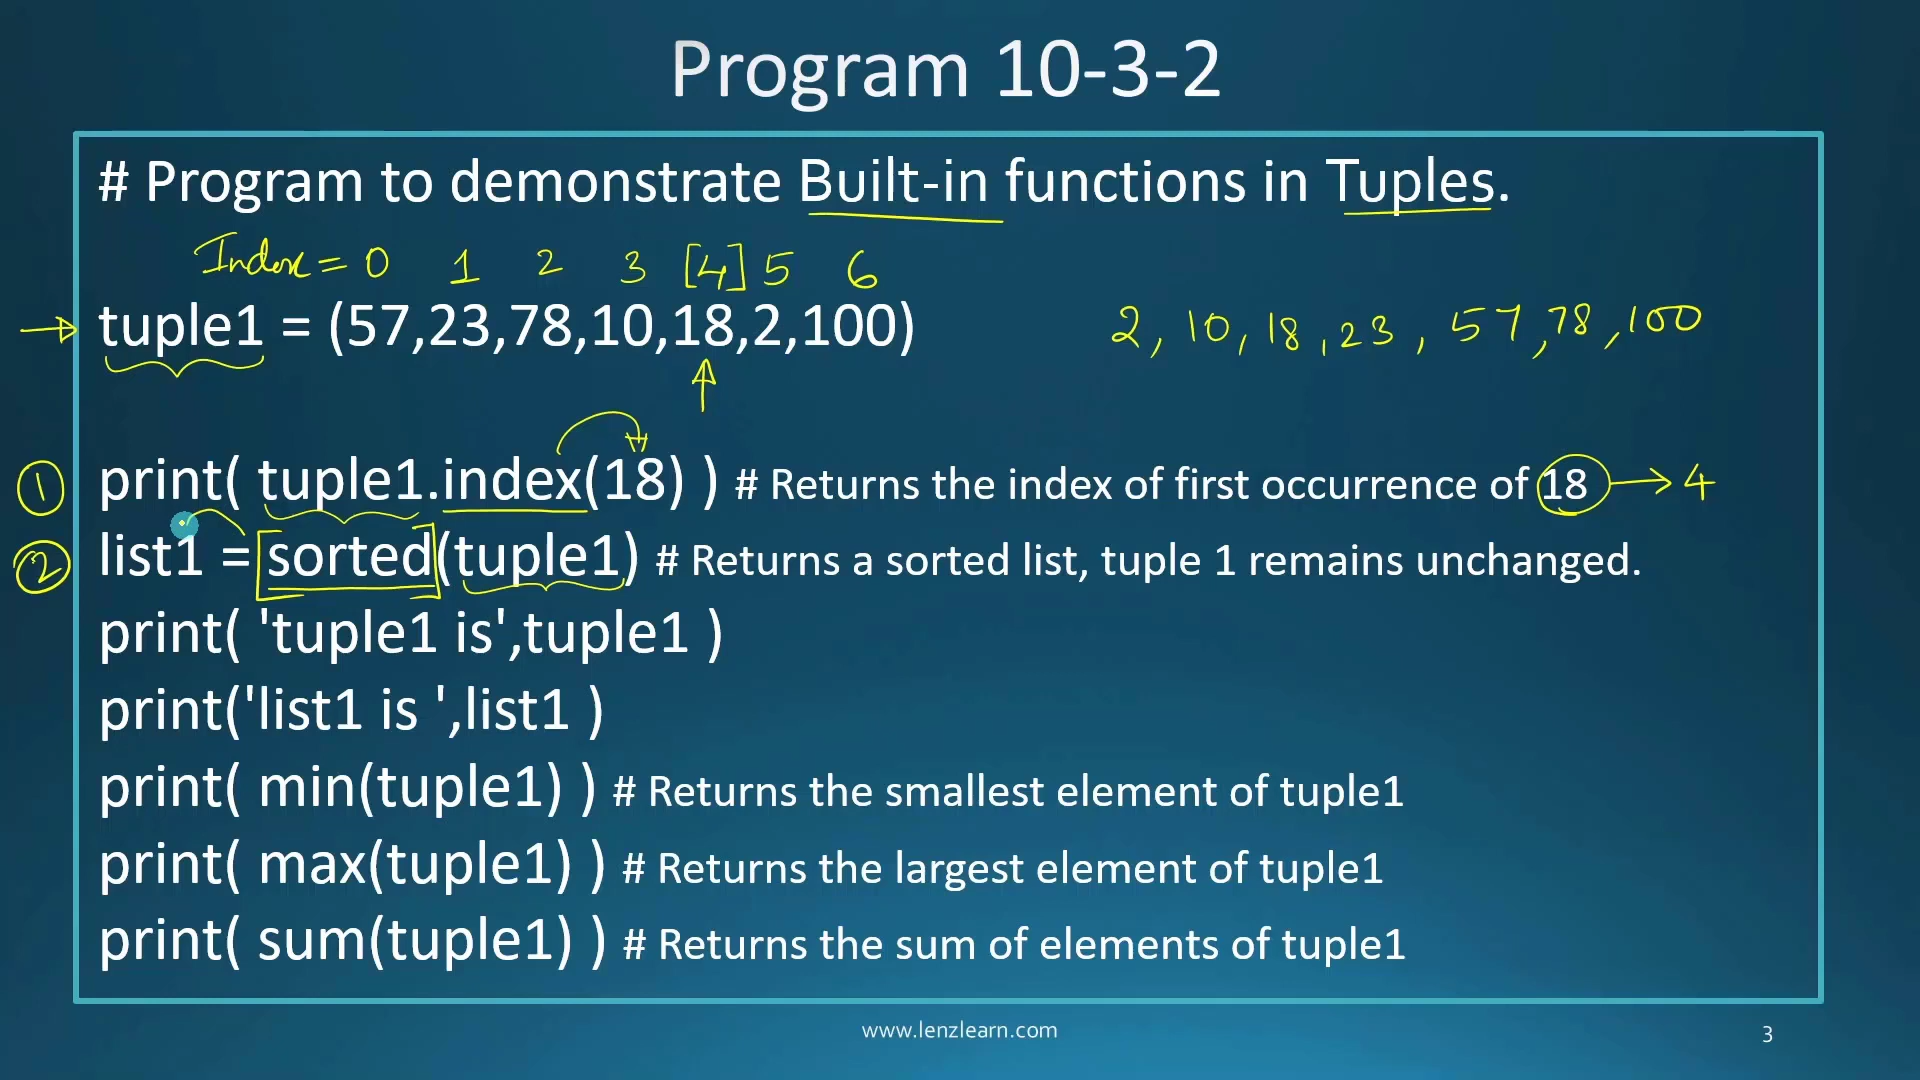 Program 10-3-2
# Program to demonstrate Built-in functions in Tuples.
Index = 0 1 2 3 [4] 5 6
tuple1 = (57,23,78,10,18,2,100) 2, 10, 18, 23, 57, 78, 100
1 print( tuple1.index(18) ) # Returns the index of first occurrence of 18 → 4
2 list1 = sorted(tuple1) # Returns a sorted list, tuple 1 remains unchanged.
print( 'tuple1 is',tuple1 )
print('list1 is ',list1 )
print( min(tuple1) ) # Returns the smallest element of tuple1
print( max(tuple1) ) # Returns the largest element of tuple1
print( sum(tuple1) ) # Returns the sum of elements of tuple1
www.lenzlearn.com 3